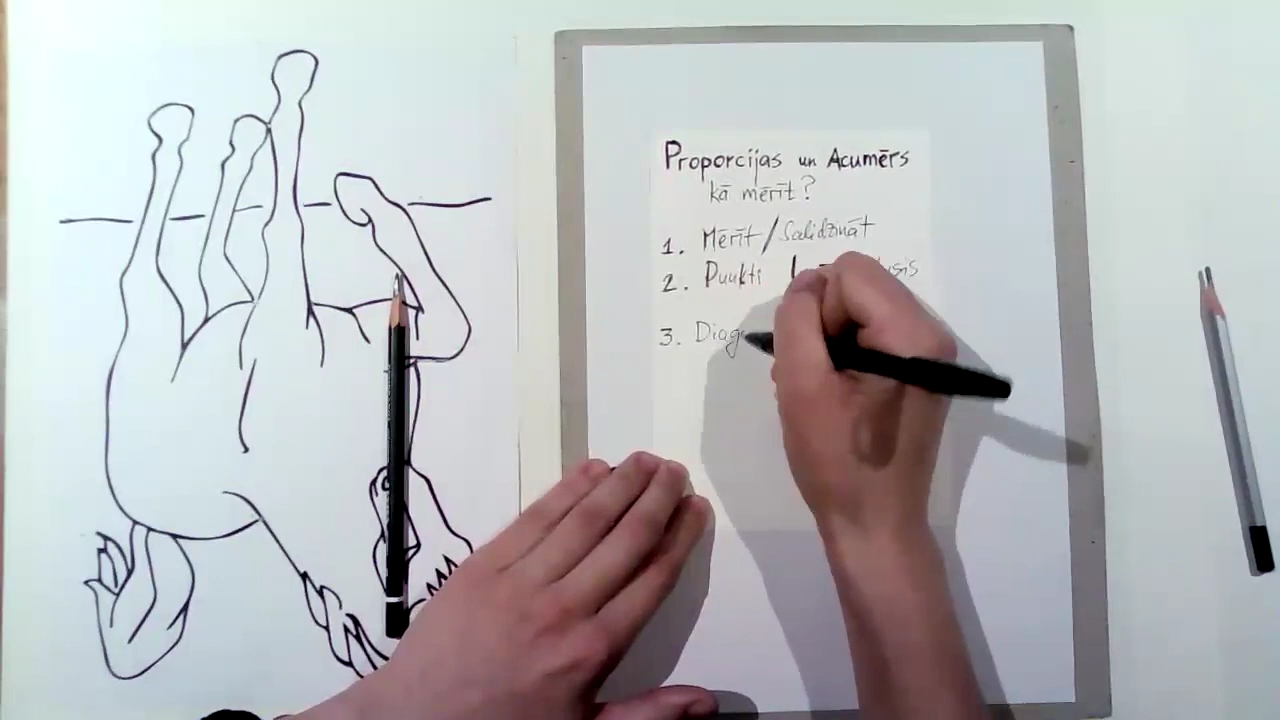 Proporcijas un Acumērs
kā mērīt?
1. Mērīt/Salīdzināt
2. Punkti
3. Diag